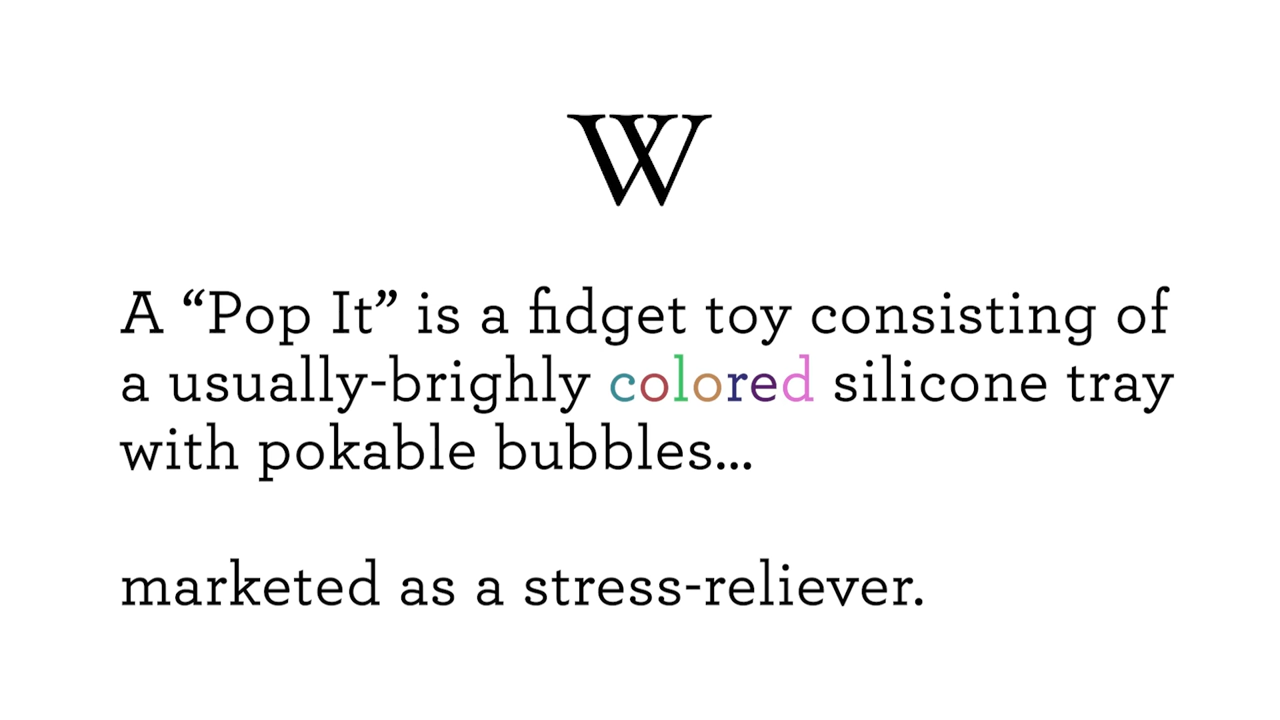 W
A “Pop It” is a fidget toy consisting of
a usually-brighly colored silicone tray
with pokable bubbles...
marketed as a stress-reliever.